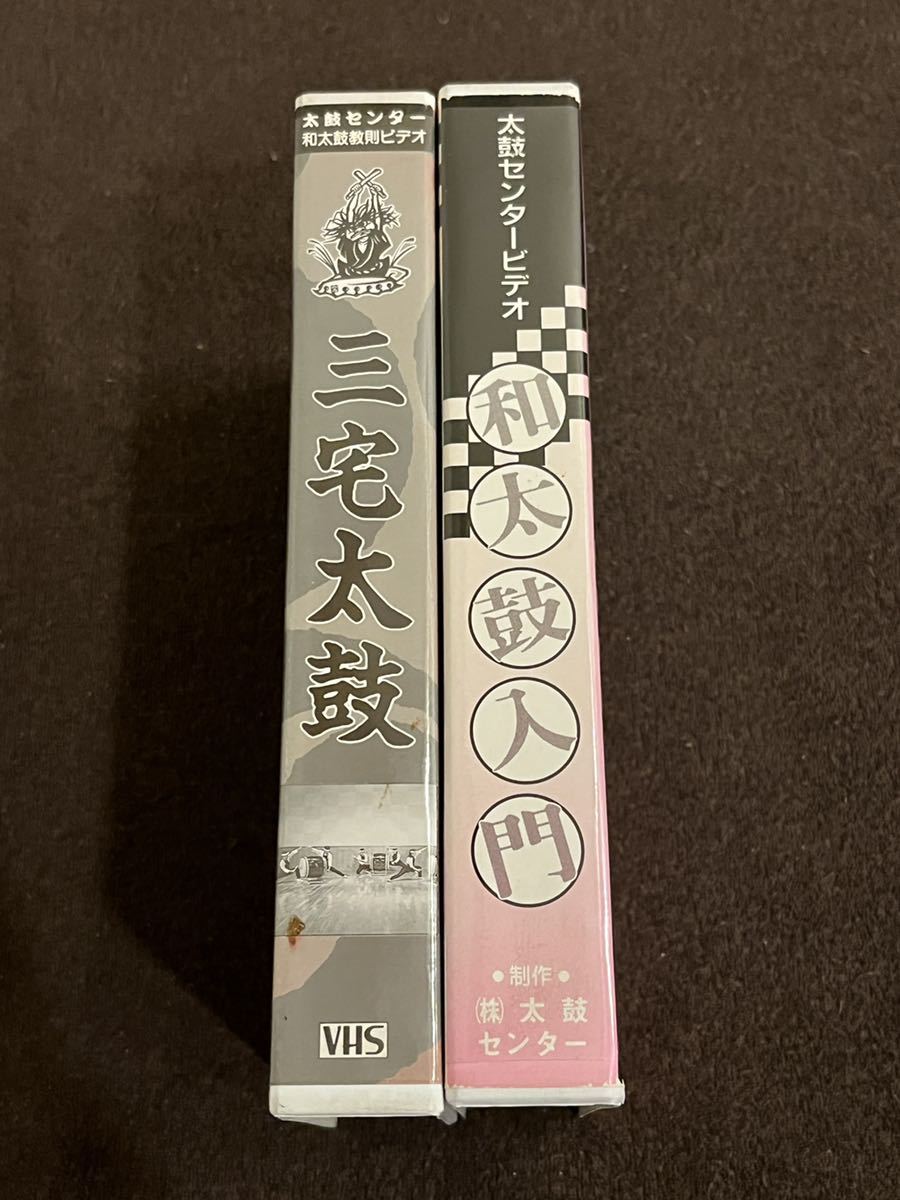 太鼓センター
和太鼓教則ビデオ
三宅太鼓
VHS
太鼓センタービデオ
和太鼓入門
●制作●
㈱太鼓
センター